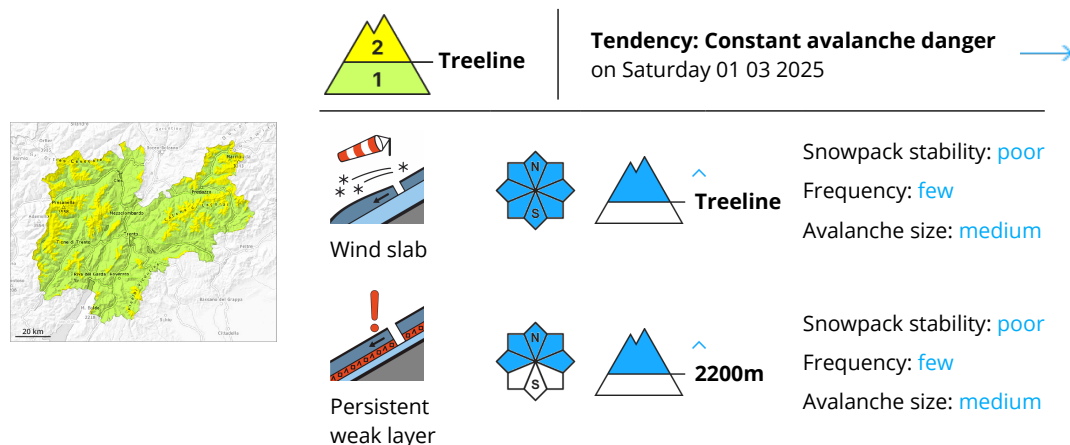 2
1
Treeline
Tendency: Constant avalanche danger
on Saturday 01 03 2025
20 km
Wind slab
N
S
Treeline
Snowpack stability: poor
Frequency: few
Avalanche size: medium
Persistent
weak layer
N
S
2200m
Snowpack stability: poor
Frequency: few
Avalanche size: medium